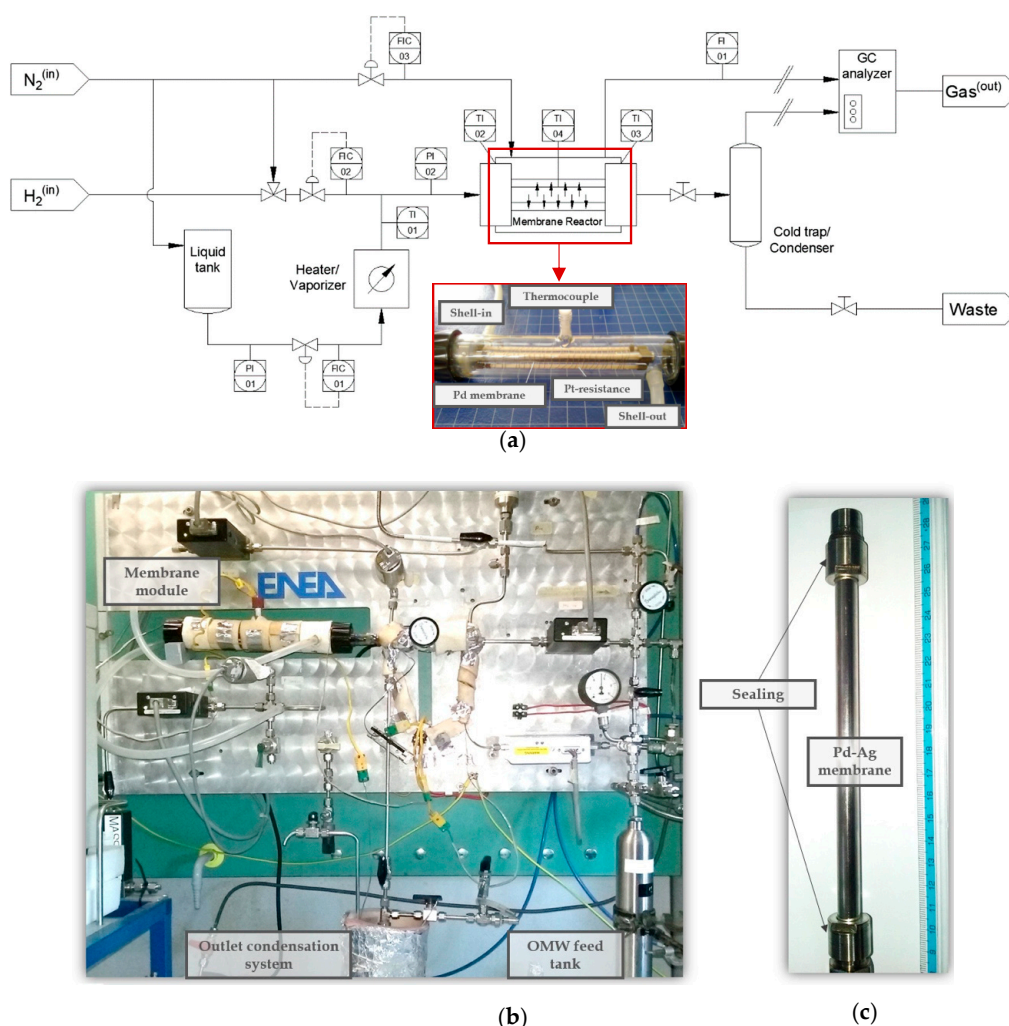 FIC
03
FI
01
GC
analyzer
N2(in)
Gas(out)
TI
02
TI
04
TI
03
FIC
02
PI
02
H2(in)
Membrane Reactor
TI
01
Liquid
tank
Heater/
Vaporizer
Cold trap/
Condenser
Thermocouple
Shell-in
Waste
PI
01
FIC
01
Pd membrane
Pt-resistance
Shell-out
(a)
Membrane
module
ENEA
Sealing
Pd-Ag
membrane
Outlet condensation
system
OMW feed
tank
(b)
(c)